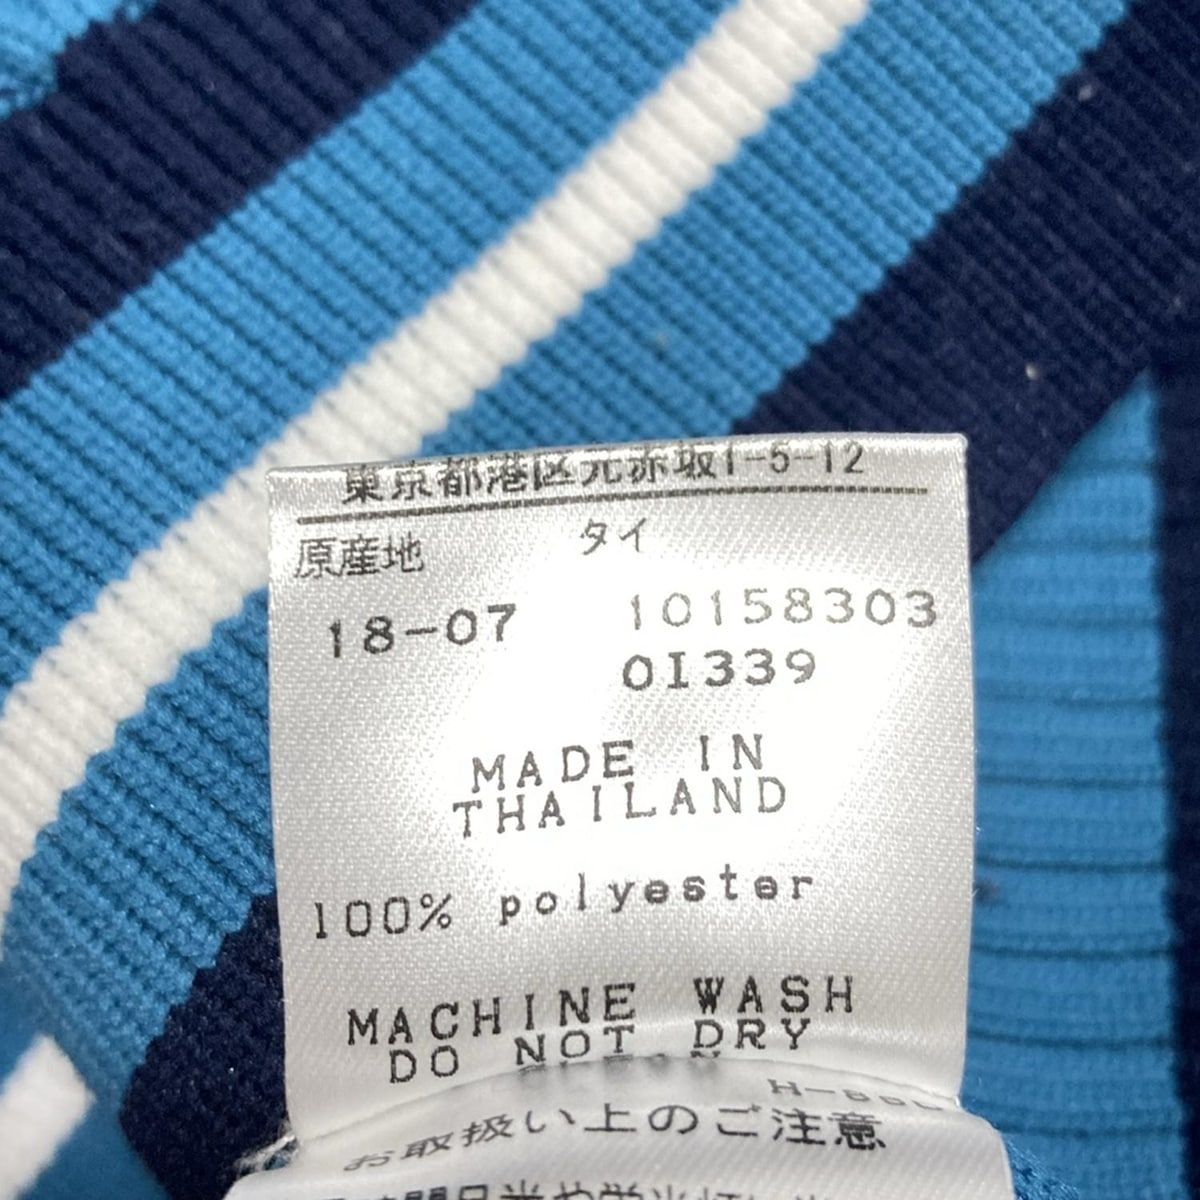 東京都港区元赤坂1-5-12
原産地 タイ
18-07 10158303
01339
MADE IN
THAILAND
100% polyester
MACHINE WASH
DO NOT DRY
お取扱い上のご注意